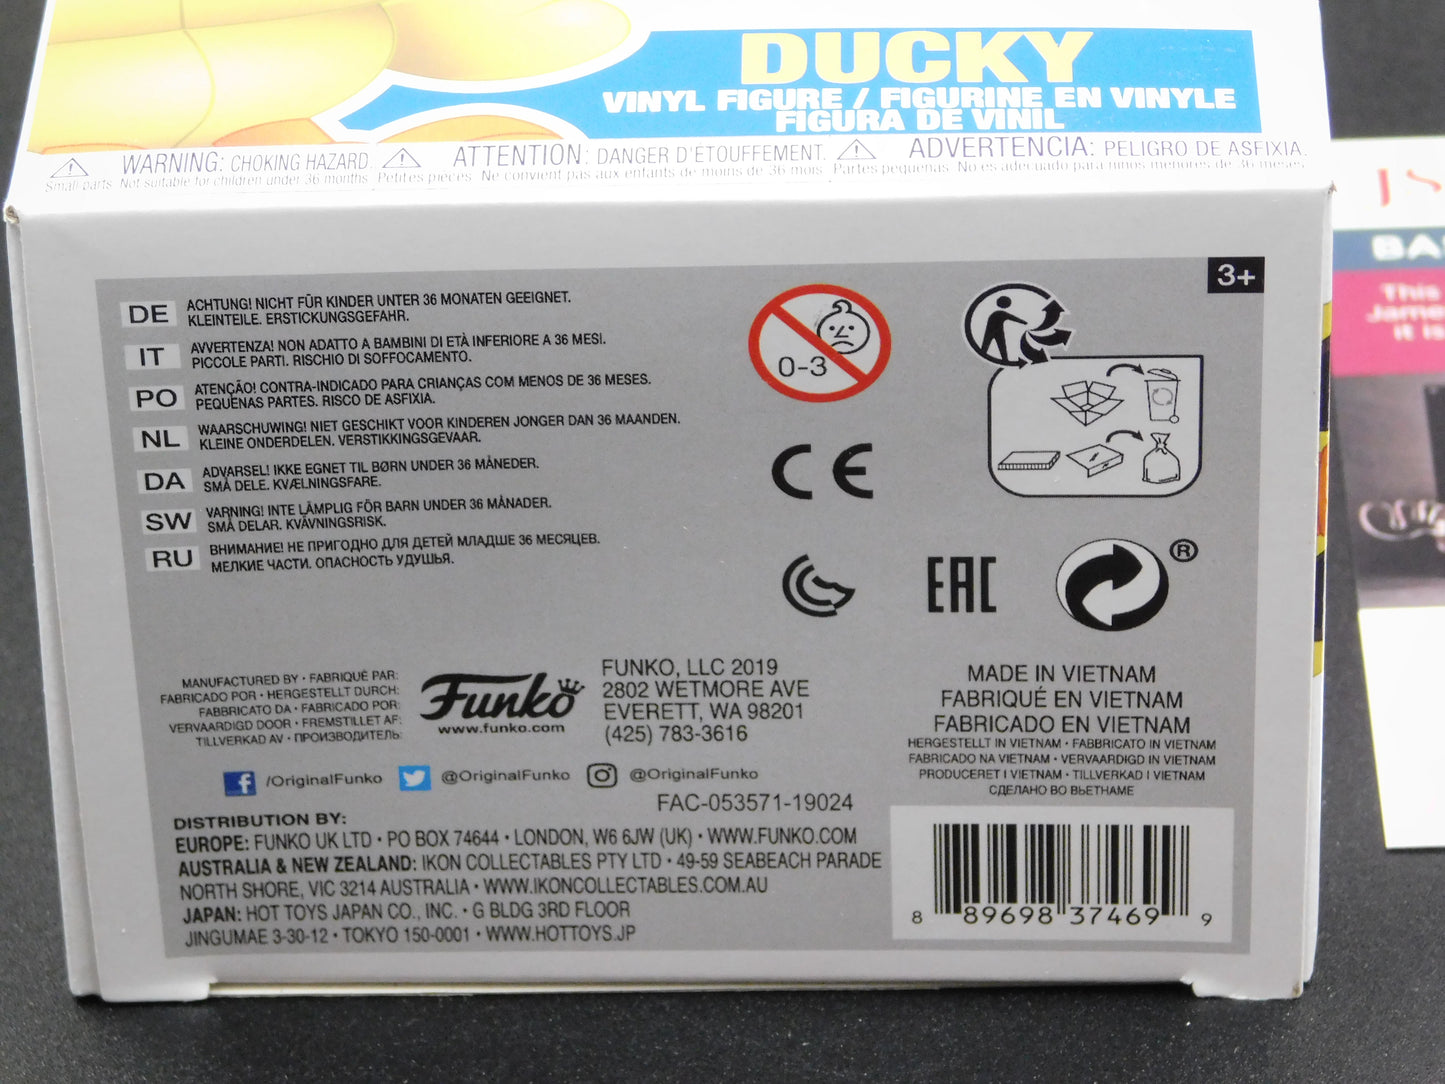 DUCKY
VINYL FIGURE / FIGURINE EN VINYLE
FIGURA DE VINIL
WARNING: CHOKING HAZARD.
Small parts. Not suitable for children under 36 months.
ATTENTION: DANGER D'ETOUFFEMENT.
Petites pieces. Ne convient pas aux enfants de moins de 36 mois.
ADVERTENCIA: PELIGRO DE ASFIXIA.
Partes pequenas. No es adecuado para ninos menores de 36 meses.
3+
DE
ACHTUNG! NICHT FÜR KINDER UNTER 36 MONATEN GEEIGNET.
KLEINTEILE. ERSTICKUNGSGEFAHR.
IT
AVVERTENZA! NON ADATTO A BAMBINI DI ETÀ INFERIORE A 36 MESI.
PICCOLE PARTI. RISCHIO DI SOFFOCAMENTO.
PO
ATENÇÃO! CONTRA-INDICADO PARA CRIANÇAS COM MENOS DE 36 MESES.
PEQUENAS PARTES. RISCO DE ASFIXIA.
NL
WAARSCHUWING! NIET GESCHIKT VOOR KINDEREN JONGER DAN 36 MAANDEN.
KLEINE ONDERDELEN. VERSTIKKINGSGEVAAR.
DA
ADVARSEL! IKKE EGNET TIL BØRN UNDER 36 MÅNEDER.
SMÅ DELE. KVÆLNINGSFARE.
SW
VARNING! INTE LÄMPLIG FÖR BARN UNDER 36 MÅNADER.
SMÅ DELAR. KVÄVNINGSRISK.
RU
ВНИМАНИЕ! НЕ ПРИГОДНО ДЛЯ ДЕТЕЙ МЛАДШЕ 36 МЕСЯЦЕВ.
МЕЛКИЕ ЧАСТИ. ОПАСНОСТЬ УДУШЬЯ.
0-3
CE
EAC
®
MANUFACTURED BY • FABRIQUÉ PAR:
FABRICADO POR • HERGESTELLT DURCH:
FABBRICATO DA • FABRICADO POR:
VERVAARDIGD DOOR • FREMSTILLET AF:
TILLVERKAD AV • ПРОИЗВОДИТЕЛЬ:
Funko
www.funko.com
FUNKO, LLC 2019
2802 WETMORE AVE
EVERETT, WA 98201
(425) 783-3616
/OriginalFunko
@OriginalFunko
@OriginalFunko
FAC-053571-19024
DISTRIBUTION BY:
EUROPE: FUNKO UK LTD • PO BOX 74644 • LONDON, W6 6JW (UK) • WWW.FUNKO.COM
AUSTRALIA & NEW ZEALAND: IKON COLLECTABLES PTY LTD • 49-59 SEABEACH PARADE
NORTH SHORE, VIC 3214 AUSTRALIA • WWW.IKONCOLLECTABLES.COM.AU
JAPAN: HOT TOYS JAPAN CO., INC. • G BLDG 3RD FLOOR
JINGUMAE 3-30-12 • TOKYO 150-0001 • WWW.HOTTOYS.JP
MADE IN VIETNAM
FABRIQUÉ EN VIETNAM
FABRICADO EN VIETNAM
HERGESTELLT IN VIETNAM • FABBRICATO IN VIETNAM
FABRICADO NA VIETNAM • VERVAARDIGD IN VIETNAM
PRODUCERET I VIETNAM • TILLVERKAD I VIETNAM
СДЕЛАНО ВО ВЬЕТНАМЕ
8 89698 37469 9
JS
BA
This
Jame
it is